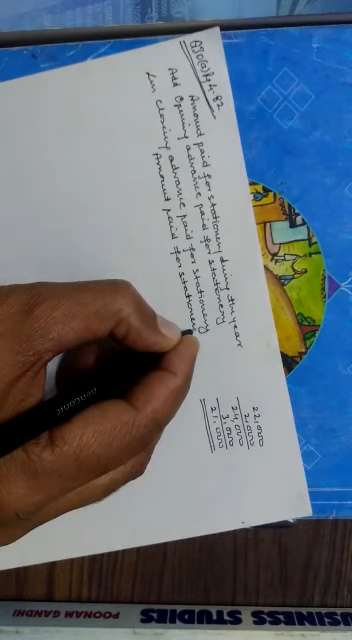 Q30(a) Pg 4.82
Amount paid for stationery during the year 22,000
Add Opening advance paid for stationery 2,000
24,000
Less closing advance paid for stationery 3,000
Amount paid for stationery 21,000
BUSINESS STUDIES POONAM GANDHI